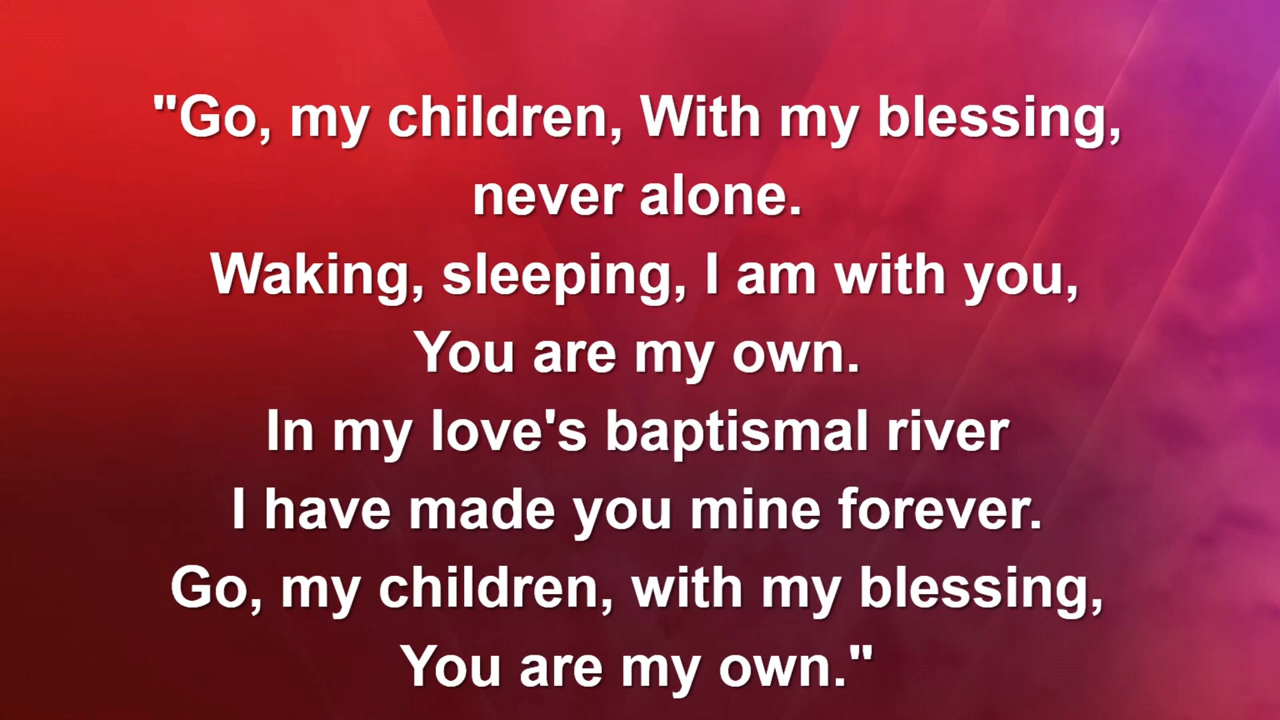 "Go, my children, With my blessing,
never alone.
Waking, sleeping, I am with you,
You are my own.
In my love's baptismal river
I have made you mine forever.
Go, my children, with my blessing,
You are my own."